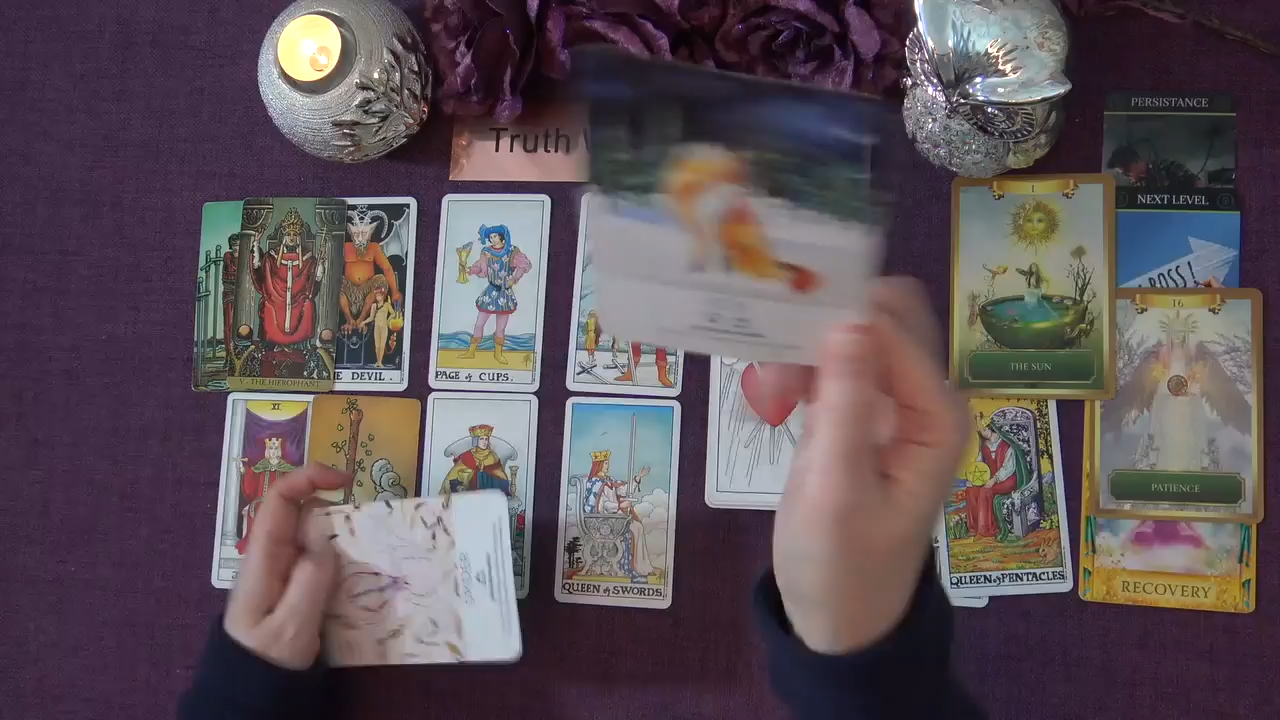 PERSISTANCE
Truth
I
NEXT LEVEL
BOSS!
16
THE SUN
V • THE HIEROPHANT
E DEVIL.
PAGE of CUPS.
XI
PATIENCE
QUEEN of SWORDS.
QUEEN of PENTACLES
RECOVERY